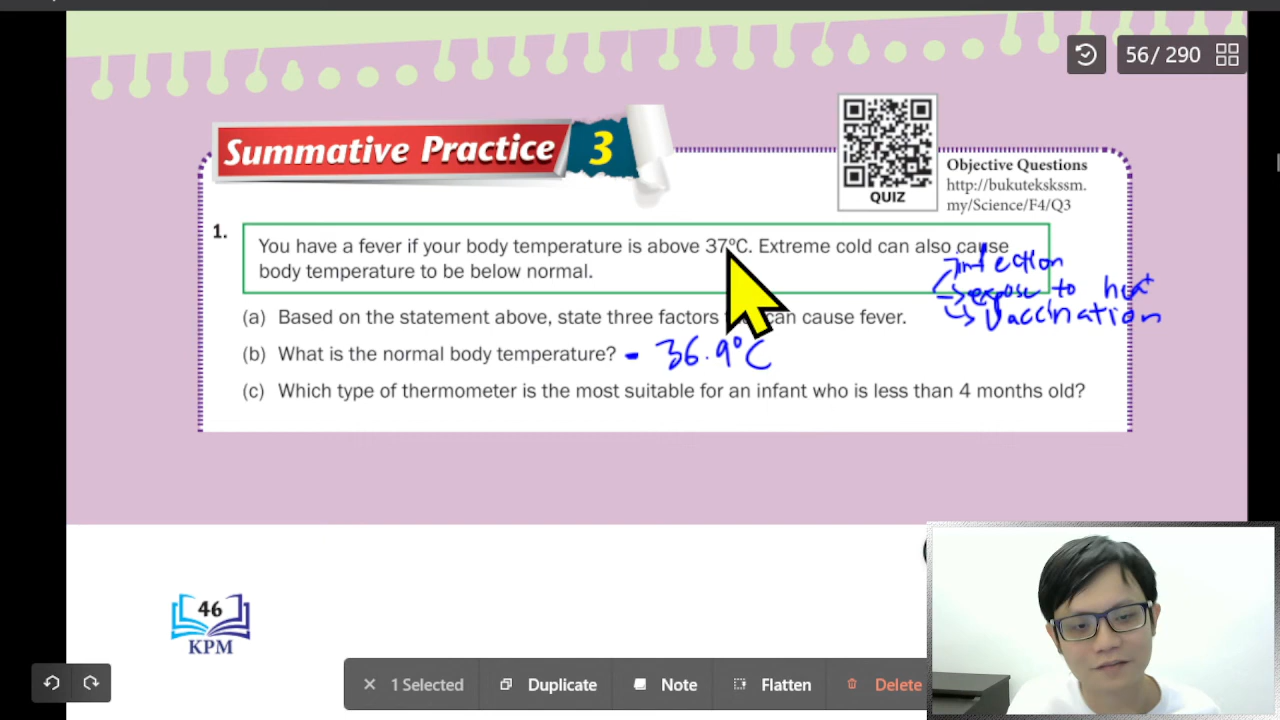 56/ 290
Summative Practice 3
QUIZ
Objective Questions
http://bukutekskssm.
my/Science/F4/Q3
1.
You have a fever if your body temperature is above 37°C. Extreme cold can also cause
body temperature to be below normal.
infection
expose to heat
vaccination
(a) Based on the statement above, state three factors can cause fever.
(b) What is the normal body temperature? - 36.9°C
(c) Which type of thermometer is the most suitable for an infant who is less than 4 months old?
46
KPM
× 1 Selected Duplicate Note Flatten Delete